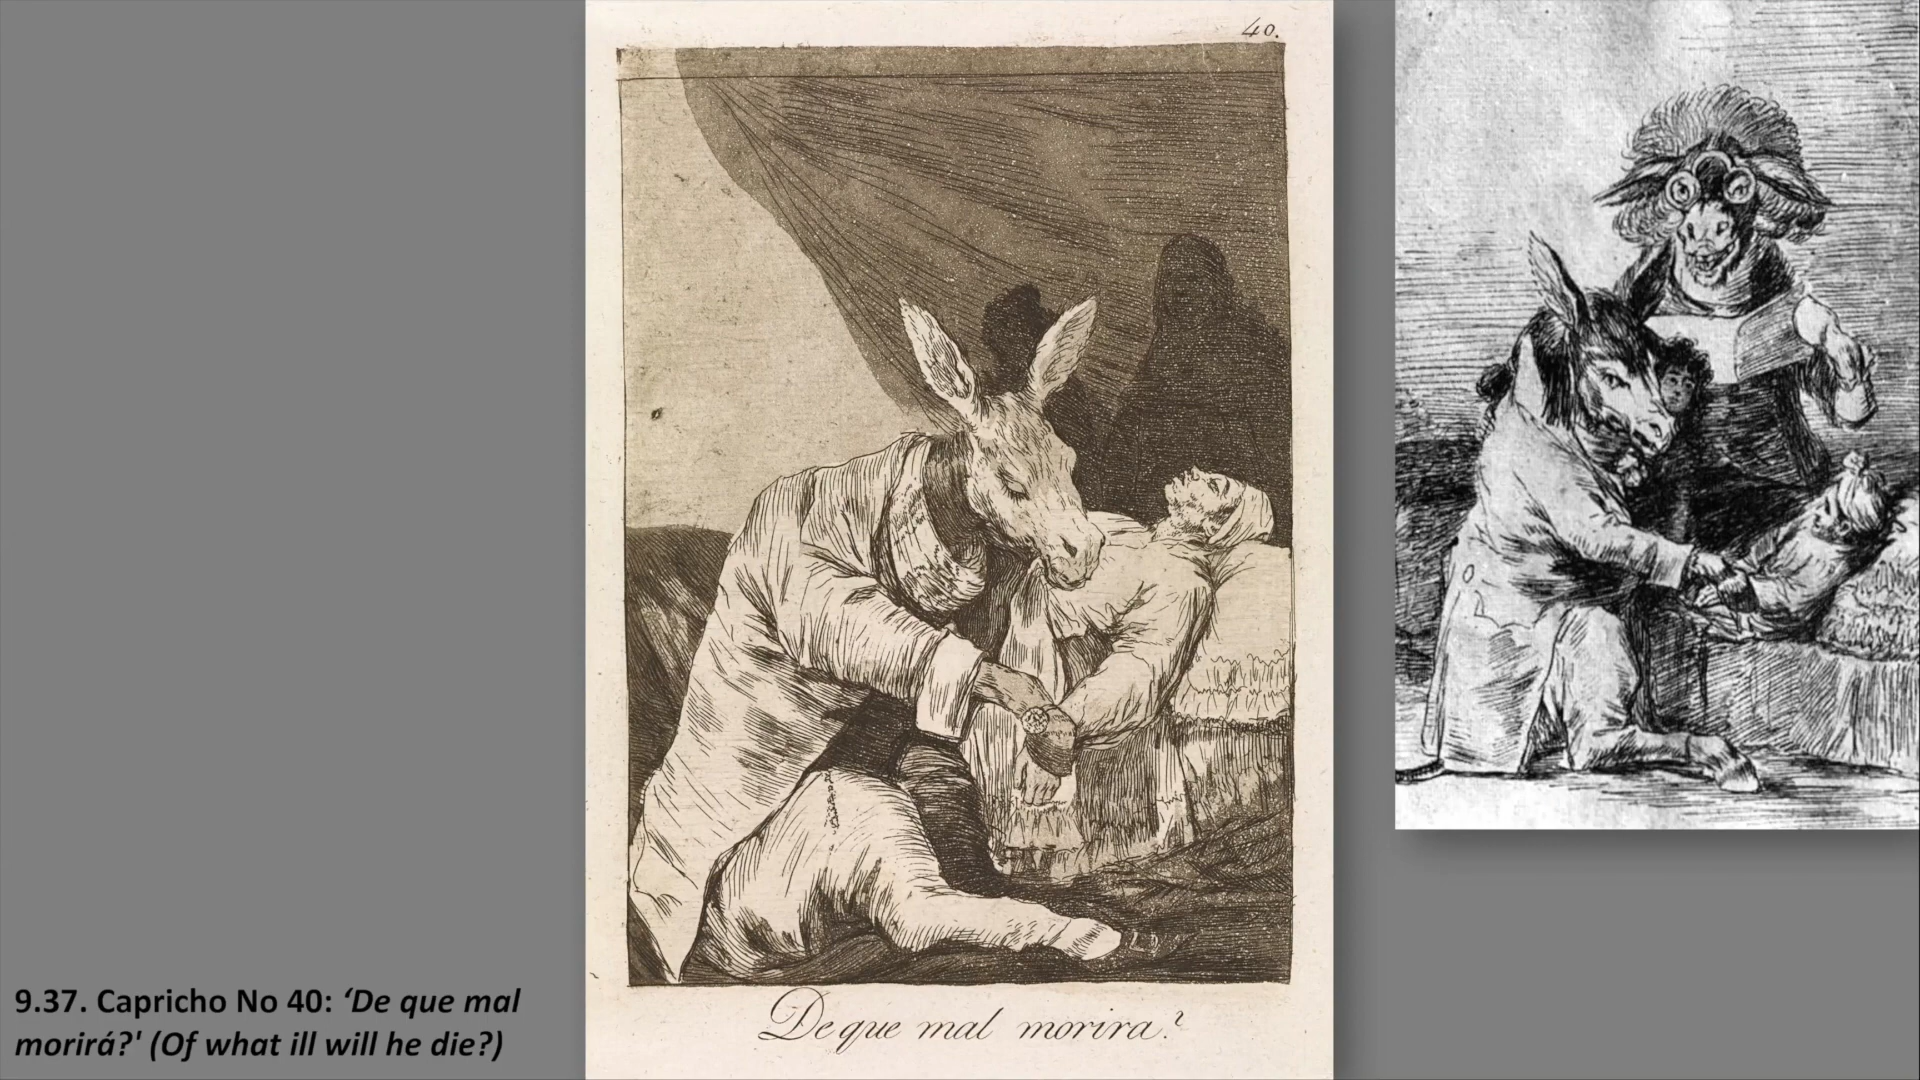 40.
De que mal morira?
9.37. Capricho No 40: ‘De que mal
morirá?' (Of what ill will he die?)